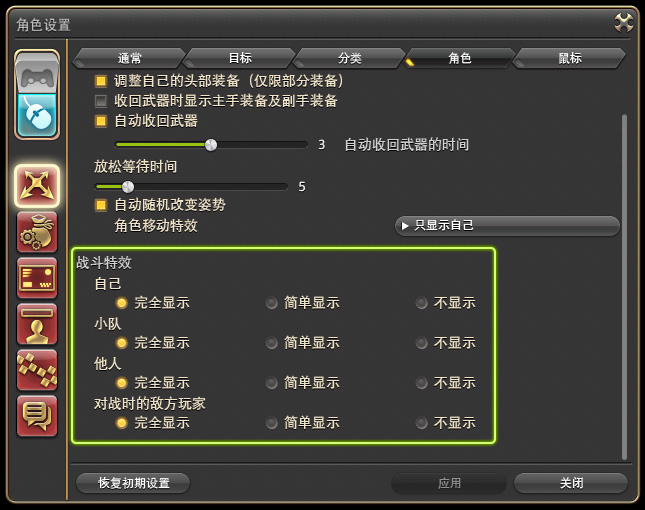 角色设置
通常 目标 分类 角色 鼠标
调整自己的头部装备（仅限部分装备）
收回武器时显示主手装备及副手装备
自动收回武器
3 自动收回武器的时间
放松等待时间
5
自动随机改变姿势
角色移动特效 只显示自己
战斗特效
自己
完全显示 简单显示 不显示
小队
完全显示 简单显示 不显示
他人
完全显示 简单显示 不显示
对战时的敌方玩家
完全显示 简单显示 不显示
恢复初期设置 应用 关闭